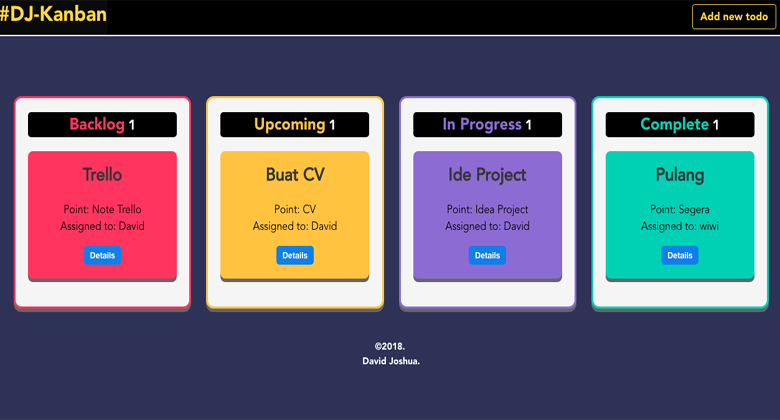 #DJ-Kanban
Add new todo
Backlog 1
Trello
Point: Note Trello
Assigned to: David
Details
Upcoming 1
Buat CV
Point: CV
Assigned to: David
Details
In Progress 1
Ide Project
Point: Idea Project
Assigned to: David
Details
Complete 1
Pulang
Point: Segera
Assigned to: wiwi
Details
©2018.
David Joshua.